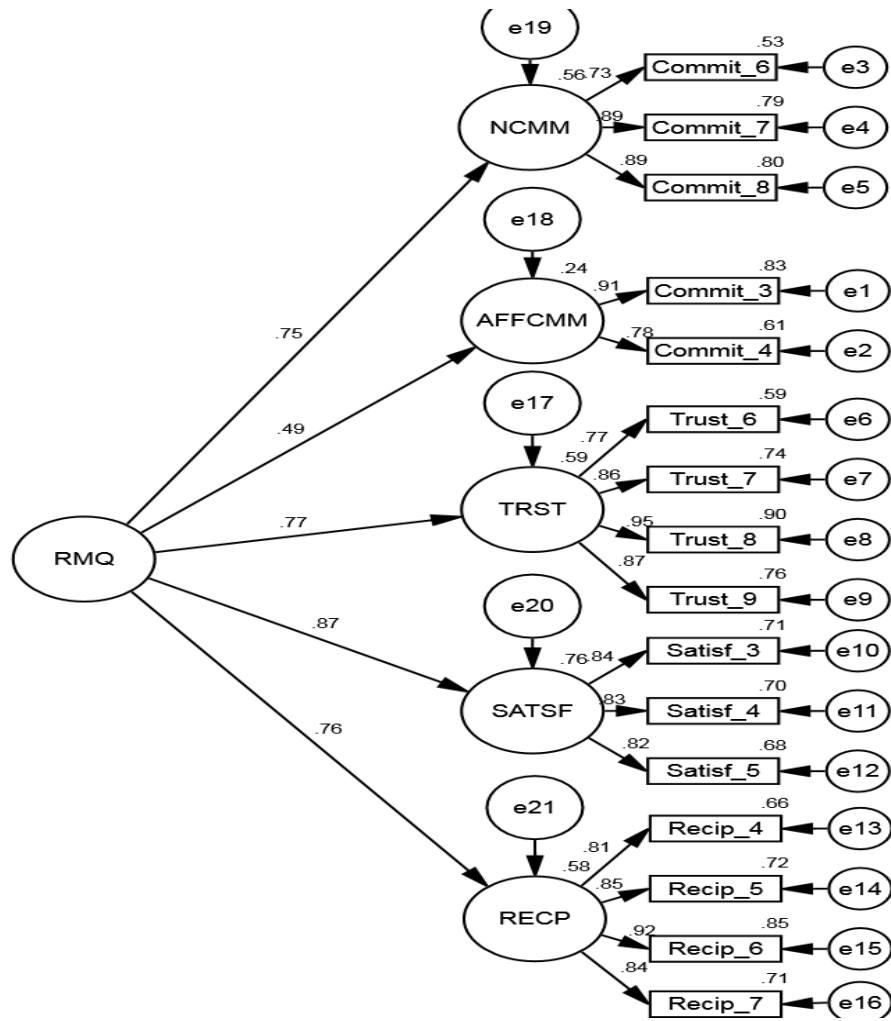 e19
.53
.56
.73
Commit_6
e3
NCMM
.79
.89
Commit_7
e4
.80
.89
Commit_8
e5
e18
.24
.83
.91
Commit_3
e1
AFFCMM
.61
.78
Commit_4
e2
.75
.49
e17
.59
.77
Trust_6
e6
.59
.74
.86
Trust_7
e7
TRST
.90
.95
Trust_8
e8
.76
.87
Trust_9
e9
RMQ
.77
.87
e20
.71
.76
.84
Satisf_3
e10
SATSF
.70
.83
Satisf_4
e11
.68
.82
Satisf_5
e12
.76
e21
.66
.81
Recip_4
e13
.58
.72
.85
Recip_5
e14
RECP
.85
.92
Recip_6
e15
.71
.84
Recip_7
e16